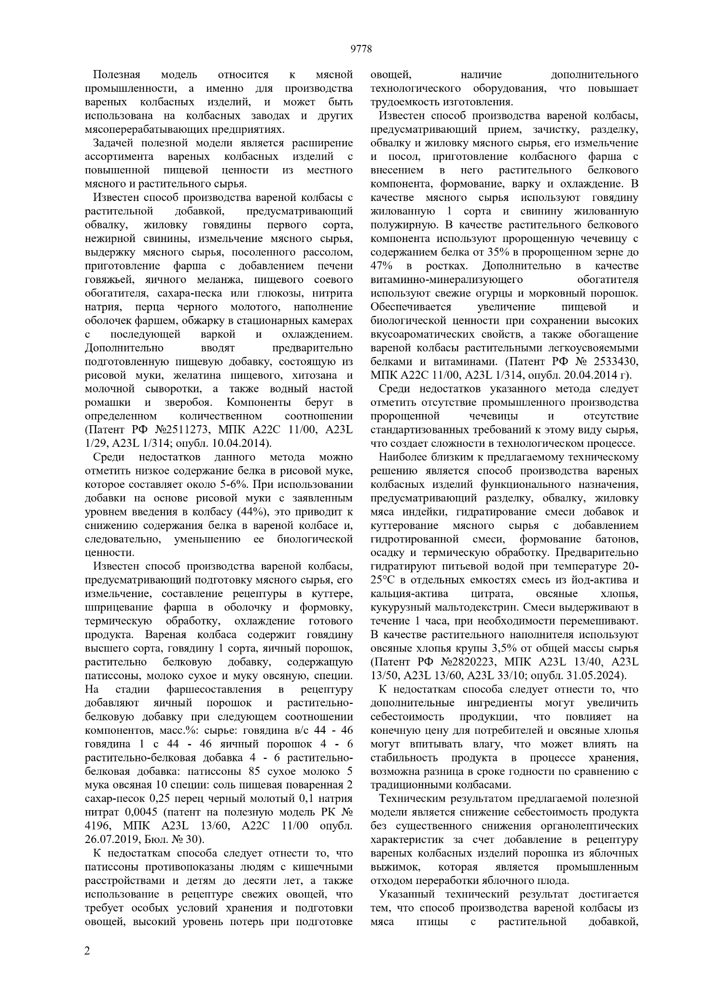 9778
Полезная модель относится к мясной
промышленности, а именно для производства
вареных колбасных изделий, и может быть
использована на колбасных заводах и других
мясоперерабатывающих предприятиях.
Задачей полезной модели является расширение
ассортимента вареных колбасных изделий с
повышенной пищевой ценности из местного
мясного и растительного сырья.
Известен способ производства вареной колбасы с
растительной добавкой, предусматривающий
обвалку, жиловку говядины первого сорта,
нежирной свинины, измельчение мясного сырья,
выдержку мясного сырья, посоленного рассолом,
приготовление фарша с добавлением печени
говяжьей, яичного меланжа, пищевого соевого
обогатителя, сахара-песка или глюкозы, нитрита
натрия, перца черного молотого, наполнение
оболочек фаршем, обжарку в стационарных камерах
с последующей варкой и охлаждением.
Дополнительно вводят предварительно
подготовленную пищевую добавку, состоящую из
рисовой муки, желатина пищевого, хитозана и
молочной сыворотки, а также водный настой
ромашки и зверобоя. Компоненты берут в
определенном количественном соотношении
(Патент РФ №2511273, МПК А22С 11/00, A23L
1/29, A23L 1/314; опубл. 10.04.2014).
Среди недостатков данного метода можно
отметить низкое содержание белка в рисовой муке,
которое составляет около 5-6%. При использовании
добавки на основе рисовой муки с заявленным
уровнем введения в колбасу (44%), это приводит к
снижению содержания белка в вареной колбасе и,
следовательно, уменьшению ее биологической
ценности.
Известен способ производства вареной колбасы,
предусматривающий подготовку мясного сырья, его
измельчение, составление рецептуры в куттере,
шприцевание фарша в оболочку и формовку,
термическую обработку, охлаждение готового
продукта. Вареная колбаса содержит говядину
высшего сорта, говядину 1 сорта, яичный порошок,
растительно белковую добавку, содержащую
патиссоны, молоко сухое и муку овсяную, специи.
На стадии фаршесоставления в рецептуру
добавляют яичный порошок и растительно-
белковую добавку при следующем соотношении
компонентов, масс.%: сырье: говядина в/с 44 - 46
говядина 1 с 44 - 46 яичный порошок 4 - 6
растительно-белковая добавка 4 - 6 растительно-
белковая добавка: патиссоны 85 сухое молоко 5
мука овсяная 10 специи: соль пищевая поваренная 2
сахар-песок 0,25 перец черный молотый 0,1 натрия
нитрат 0,0045 (патент на полезную модель РК №
4196, МПК A23L 13/60, A22C 11/00 опубл.
26.07.2019, Бюл. № 30).
К недостаткам способа следует отнести то, что
патиссоны противопоказаны людям с кишечными
расстройствами и детям до десяти лет, а также
использование в рецептуре свежих овощей, что
требует особых условий хранения и подготовки
овощей, высокий уровень потерь при подготовке
овощей, наличие дополнительного
технологического оборудования, что повышает
трудоемкость изготовления.
Известен способ производства вареной колбасы,
предусматривающий прием, зачистку, разделку,
обвалку и жиловку мясного сырья, его измельчение
и посол, приготовление колбасного фарша с
внесением в него растительного белкового
компонента, формование, варку и охлаждение. В
качестве мясного сырья используют говядину
жилованную 1 сорта и свинину жилованную
полужирную. В качестве растительного белкового
компонента используют пророщенную чечевицу с
содержанием белка от 35% в пророщенном зерне до
47% в ростках. Дополнительно в качестве
витаминно-минерализующего обогатителя
используют свежие огурцы и морковный порошок.
Обеспечивается увеличение пищевой и
биологической ценности при сохранении высоких
вкусоароматических свойств, а также обогащение
вареной колбасы растительными легкоусвояемыми
белками и витаминами. (Патент РФ № 2533430,
МПК А22С 11/00, A23L 1/314, опубл. 20.04.2014 г).
Среди недостатков указанного метода следует
отметить отсутствие промышленного производства
пророщенной чечевицы и отсутствие
стандартизованных требований к этому виду сырья,
что создает сложности в технологическом процессе.
Наиболее близким к предлагаемому техническому
решению является способ производства вареных
колбасных изделий функционального назначения,
предусматривающий разделку, обвалку, жиловку
мяса индейки, гидратирование смеси добавок и
куттерование мясного сырья с добавлением
гидротированной смеси, формование батонов,
осадку и термическую обработку. Предварительно
гидратируют питьевой водой при температуре 20-
25°С в отдельных емкостях смесь из йод-актива и
кальция-актива цитрата, овсяные хлопья,
кукурузный мальтодекстрин. Смеси выдерживают в
течение 1 часа, при необходимости перемешивают.
В качестве растительного наполнителя используют
овсяные хлопья крупы 3,5% от общей массы сырья
(Патент РФ №2820223, МПК A23L 13/40, A23L
13/50, A23L 13/60, A23L 33/10; опубл. 31.05.2024).
К недостаткам способа следует отнести то, что
дополнительные ингредиенты могут увеличить
себестоимость продукции, что повлияет на
конечную цену для потребителей и овсяные хлопья
могут впитывать влагу, что может влиять на
стабильность продукта в процессе хранения,
возможна разница в сроке годности по сравнению с
традиционными колбасами.
Техническим результатом предлагаемой полезной
модели является снижение себестоимость продукта
без существенного снижения органолептических
характеристик за счет добавление в рецептуру
вареных колбасных изделий порошка из яблочных
выжимок, которая является промышленным
отходом переработки яблочного плода.
Указанный технический результат достигается
тем, что способ производства вареной колбасы из
мяса птицы с растительной добавкой,
2